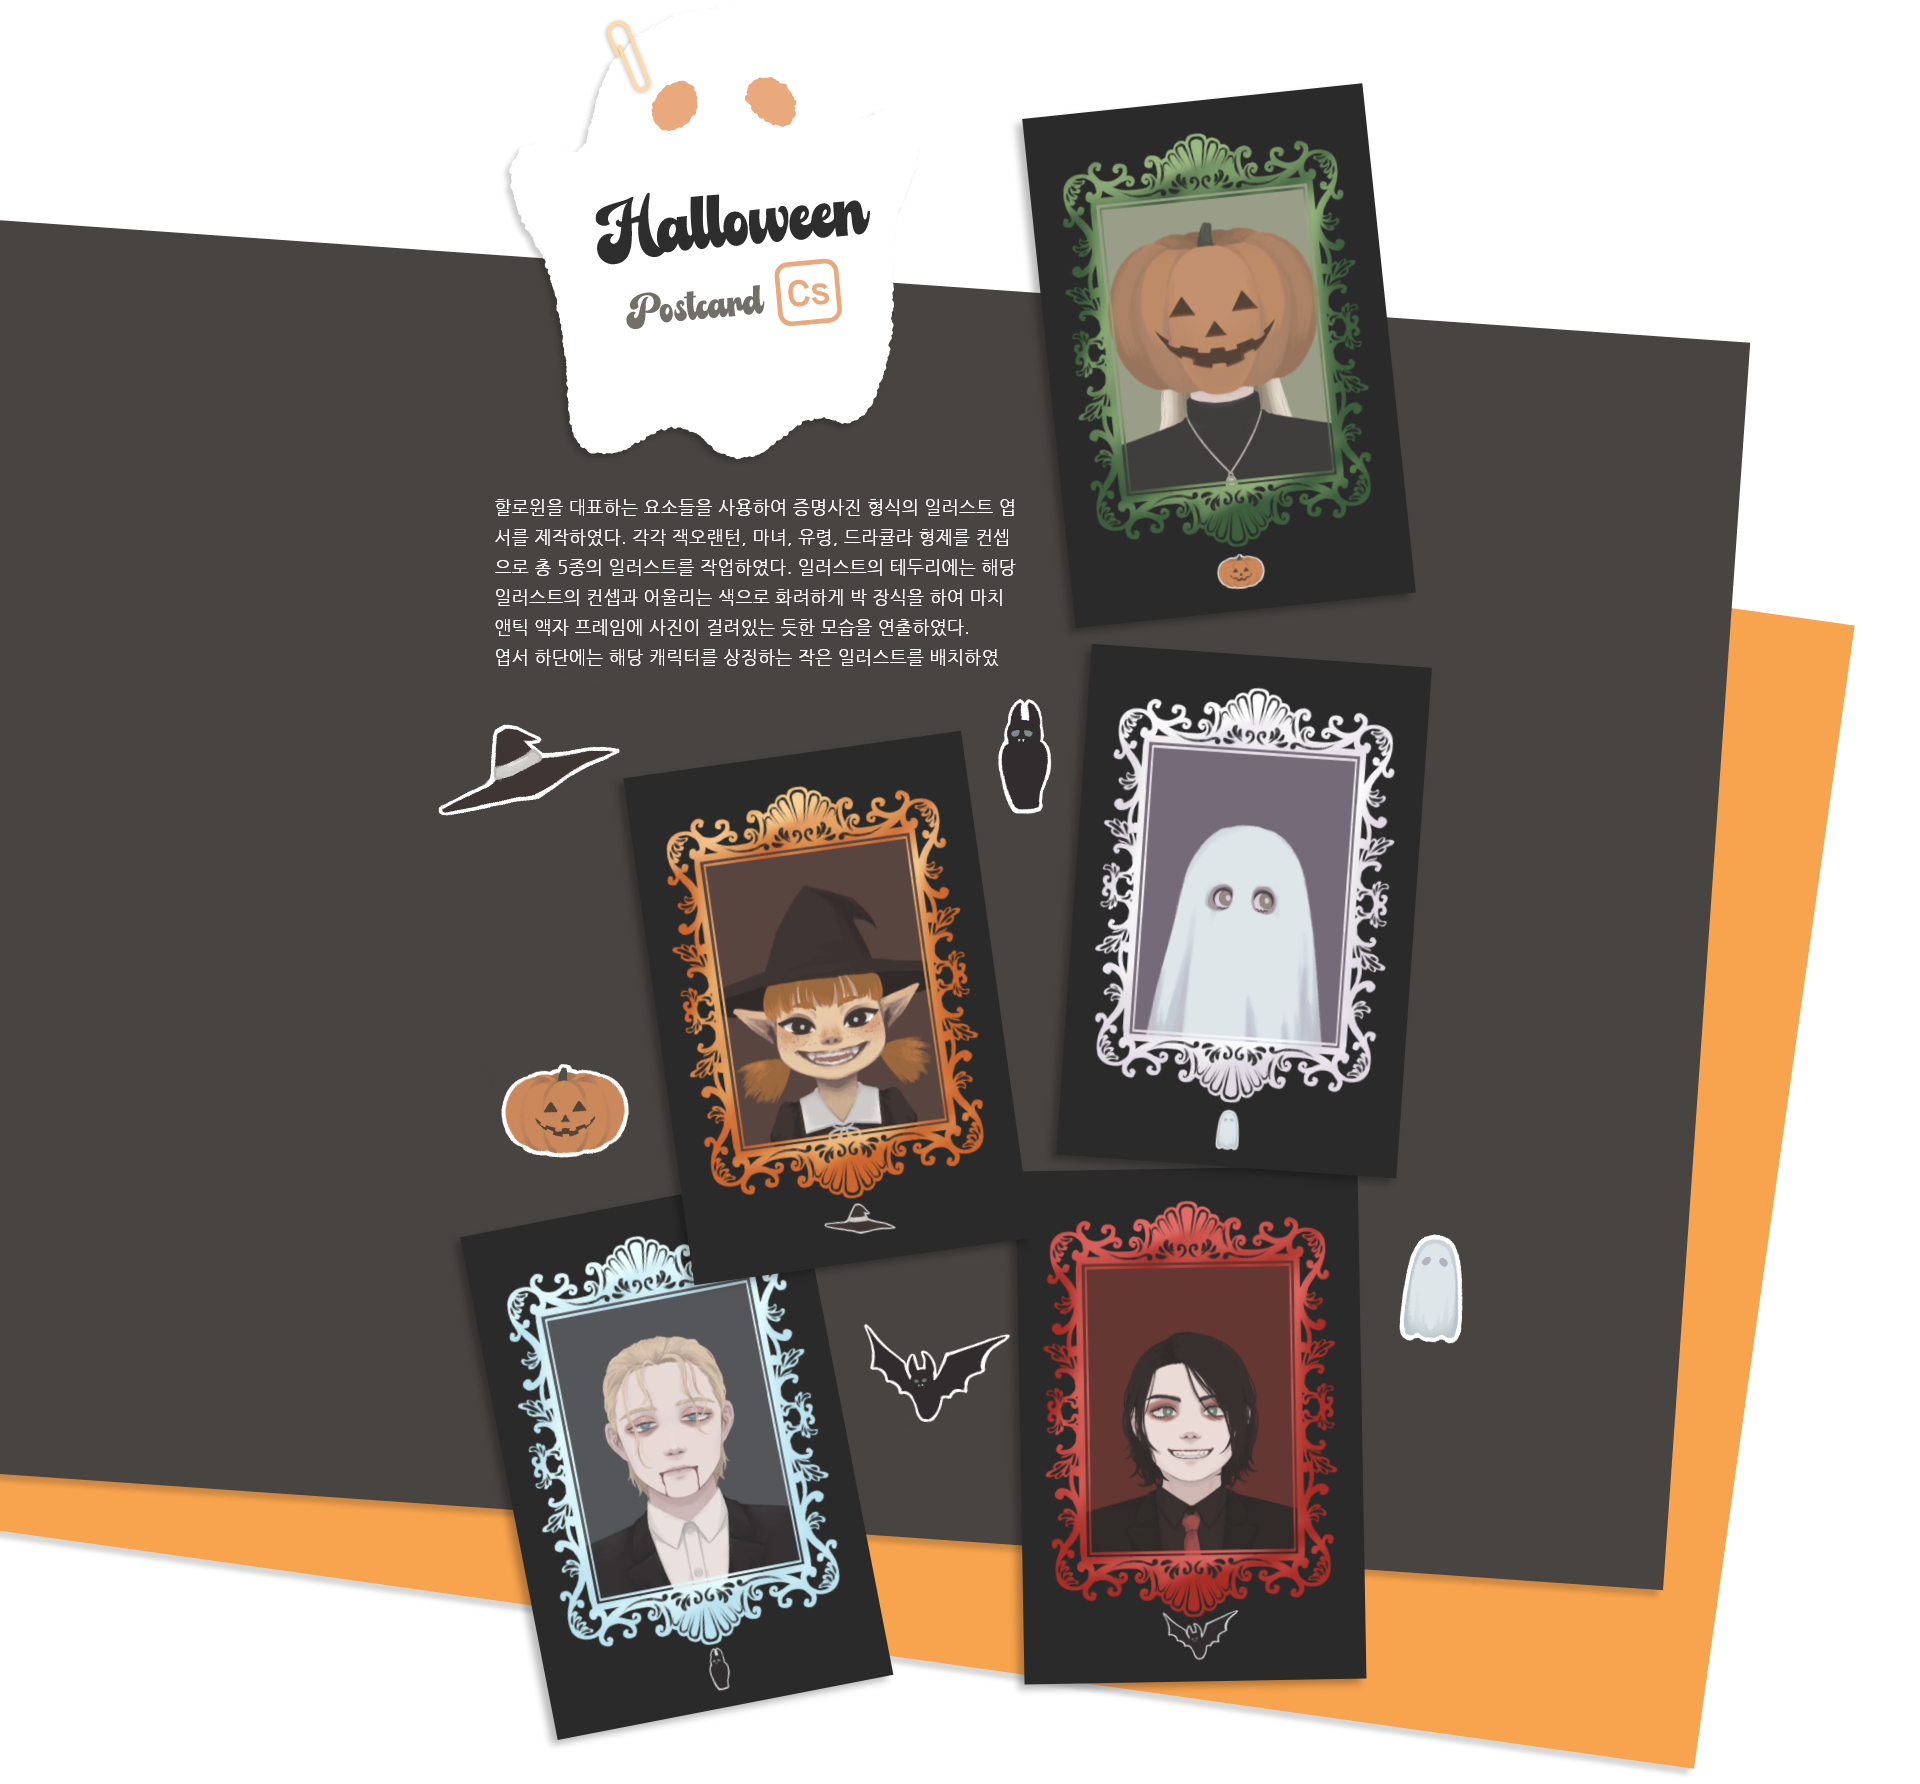 Halloween
Postcard Cs
할로윈을 대표하는 요소들을 사용하여 증명사진 형식의 일러스트 엽
서를 제작하였다. 각각 잭오랜턴, 마녀, 유령, 드라큘라 형제를 컨셉
으로 총 5종의 일러스트를 작업하였다. 일러스트의 테두리에는 해당
일러스트의 컨셉과 어울리는 색으로 화려하게 박 장식을 하여 마치
앤틱 액자 프레임에 사진이 걸려있는 듯한 모습을 연출하였다.
엽서 하단에는 해당 캐릭터를 상징하는 작은 일러스트를 배치하였